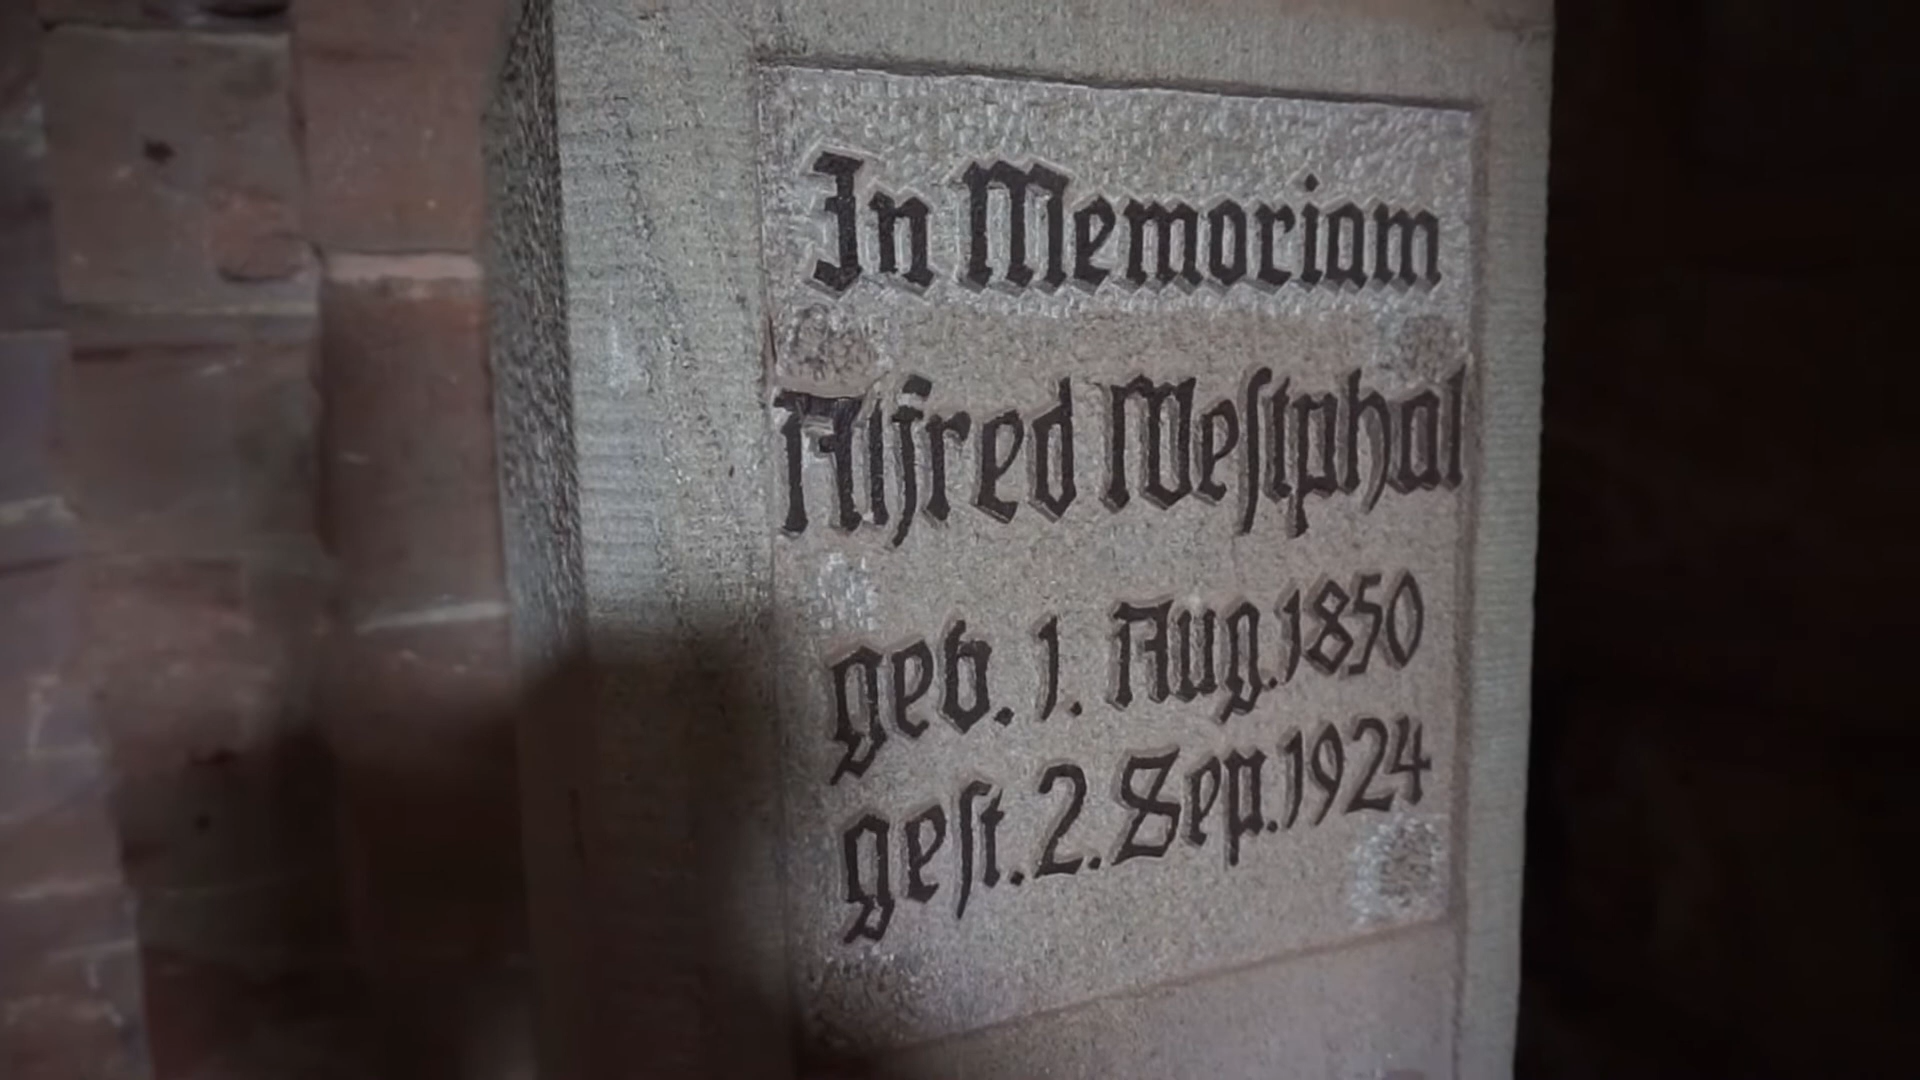 In Memoriam
Alfred Weſtphal
geb. 1. Aug. 1850
geſt. 2. Sep. 1924